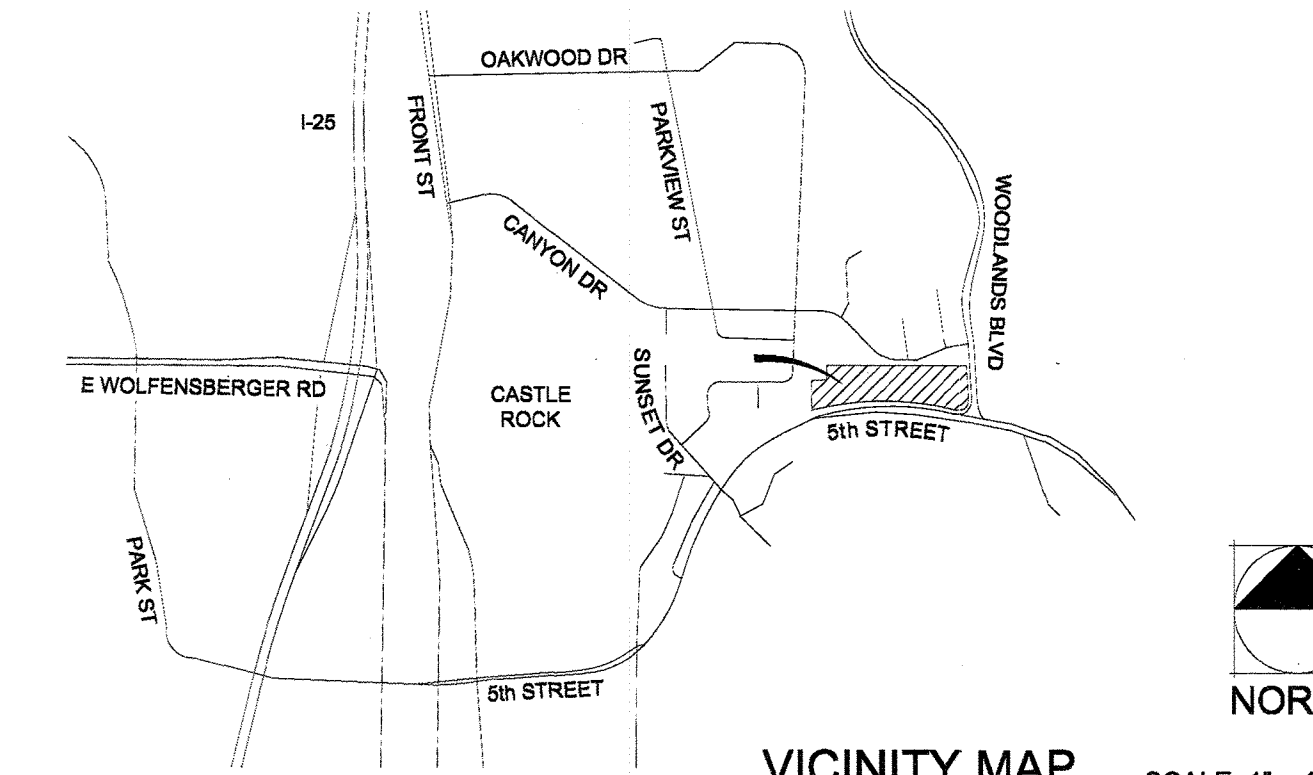 OAKWOOD DR
I-25
FRONT ST
PARKVIEW ST
WOODLANDS BLVD
CANYON DR
E WOLFENSBERGER RD
CASTLE
ROCK
SUNSET DR
5th STREET
PARK ST
5th STREET
NOR
VICINITY MAP